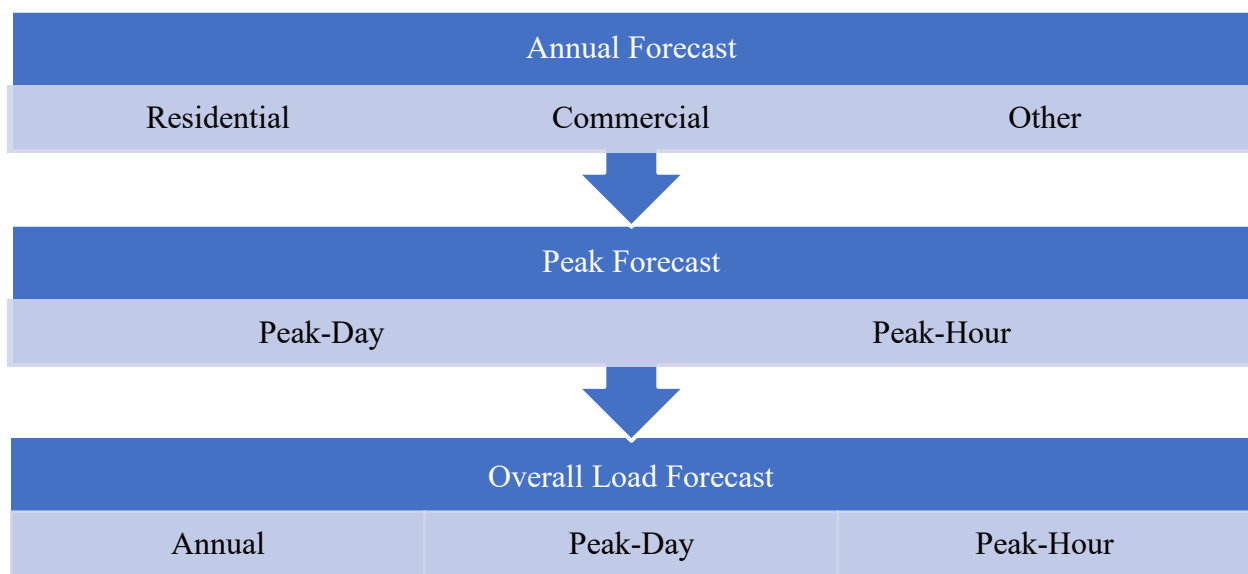 Annual Forecast
Residential Commercial Other
Peak Forecast
Peak-Day Peak-Hour
Overall Load Forecast
Annual Peak-Day Peak-Hour